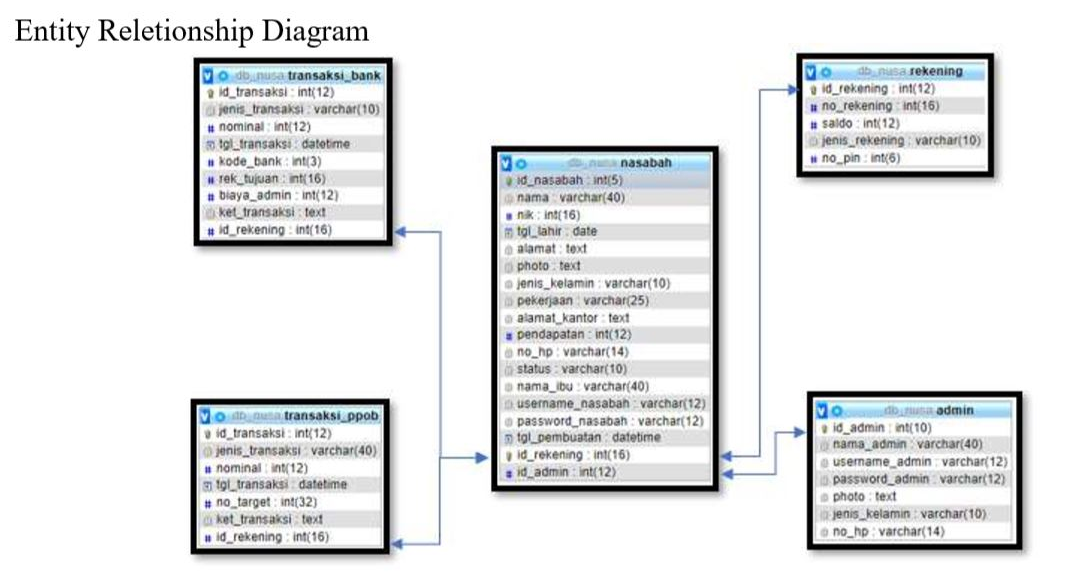 Entity Reletionship Diagram
db_nusa transaksi_bank
id_transaksi : int(12)
jenis_transaksi : varchar(10)
nominal : int(12)
tgl_transaksi : datetime
kode_bank : int(3)
rek_tujuan : int(16)
biaya_admin : int(12)
ket_transaksi : text
id_rekening : int(16)
db_nusa transaksi_ppob
id_transaksi : int(12)
jenis_transaksi : varchar(40)
nominal : int(12)
tgl_transaksi : datetime
no_target : int(32)
ket_transaksi : text
id_rekening : int(16)
db_nusa nasabah
id_nasabah : int(5)
nama : varchar(40)
nik : int(16)
tgl_lahir : date
alamat : text
photo : text
jenis_kelamin : varchar(10)
pekerjaan : varchar(25)
alamat_kantor : text
pendapatan : int(12)
no_hp : varchar(14)
status : varchar(10)
nama_ibu : varchar(40)
username_nasabah : varchar(12)
password_nasabah : varchar(12)
tgl_pembuatan : datetime
id_rekening : int(16)
id_admin : int(12)
db_nusa rekening
id_rekening : int(12)
no_rekening : int(16)
saldo : int(12)
jenis_rekening : varchar(10)
no_pin : int(6)
db_nusa admin
id_admin : int(10)
nama_admin : varchar(40)
username_admin : varchar(12)
password_admin : varchar(12)
photo : text
jenis_kelamin : varchar(10)
no_hp : varchar(14)